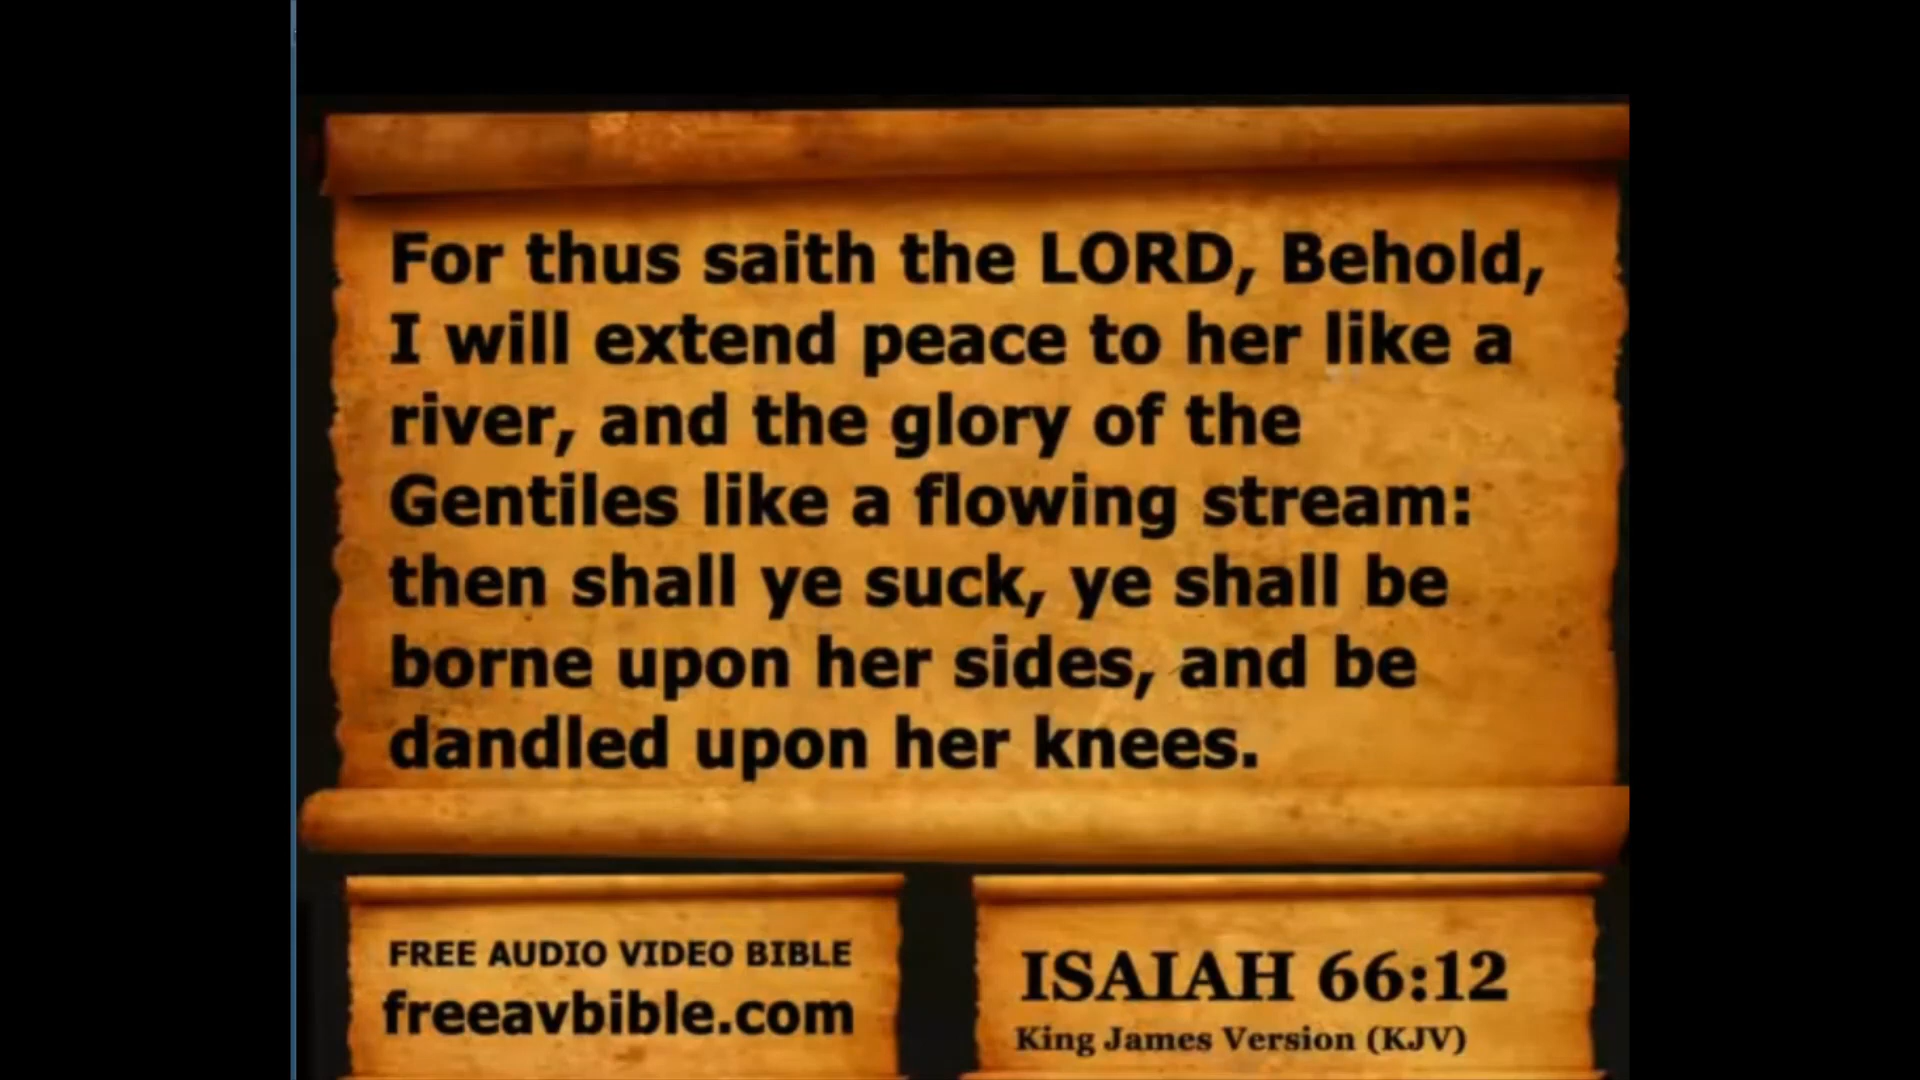 For thus saith the LORD, Behold,
I will extend peace to her like a
river, and the glory of the
Gentiles like a flowing stream:
then shall ye suck, ye shall be
borne upon her sides, and be
dandled upon her knees.
FREE AUDIO VIDEO BIBLE
freeavbible.com
ISAIAH 66:12
King James Version (KJV)